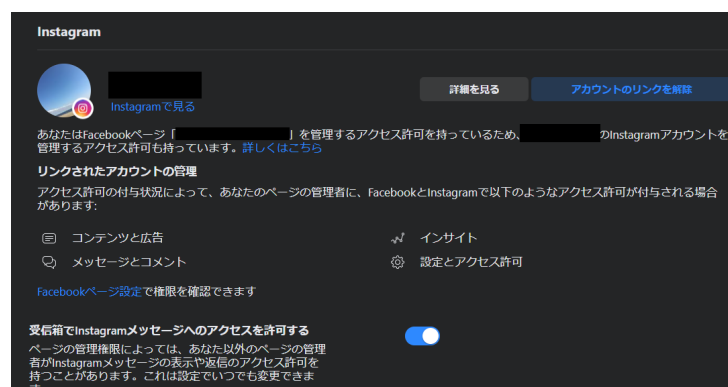 Instagram
Instagramで見る
詳細を見る
アカウントのリンクを解除
あなたはFacebookページ「 」を管理するアクセス許可を持っているため、 のInstagramアカウントを
管理するアクセス許可も持っています。詳しくはこちら
リンクされたアカウントの管理
アクセス許可の付与状況によって、あなたのページの管理者に、FacebookとInstagramで以下のようなアクセス許可が付与される場合
があります:
コンテンツと広告
インサイト
メッセージとコメント
設定とアクセス許可
Facebookページ設定で権限を確認できます
受信箱でInstagramメッセージへのアクセスを許可する
ページの管理権限によっては、あなた以外のページの管理
者がInstagramメッセージの表示や返信のアクセス許可を
持つことがあります。これは設定でいつでも変更できま